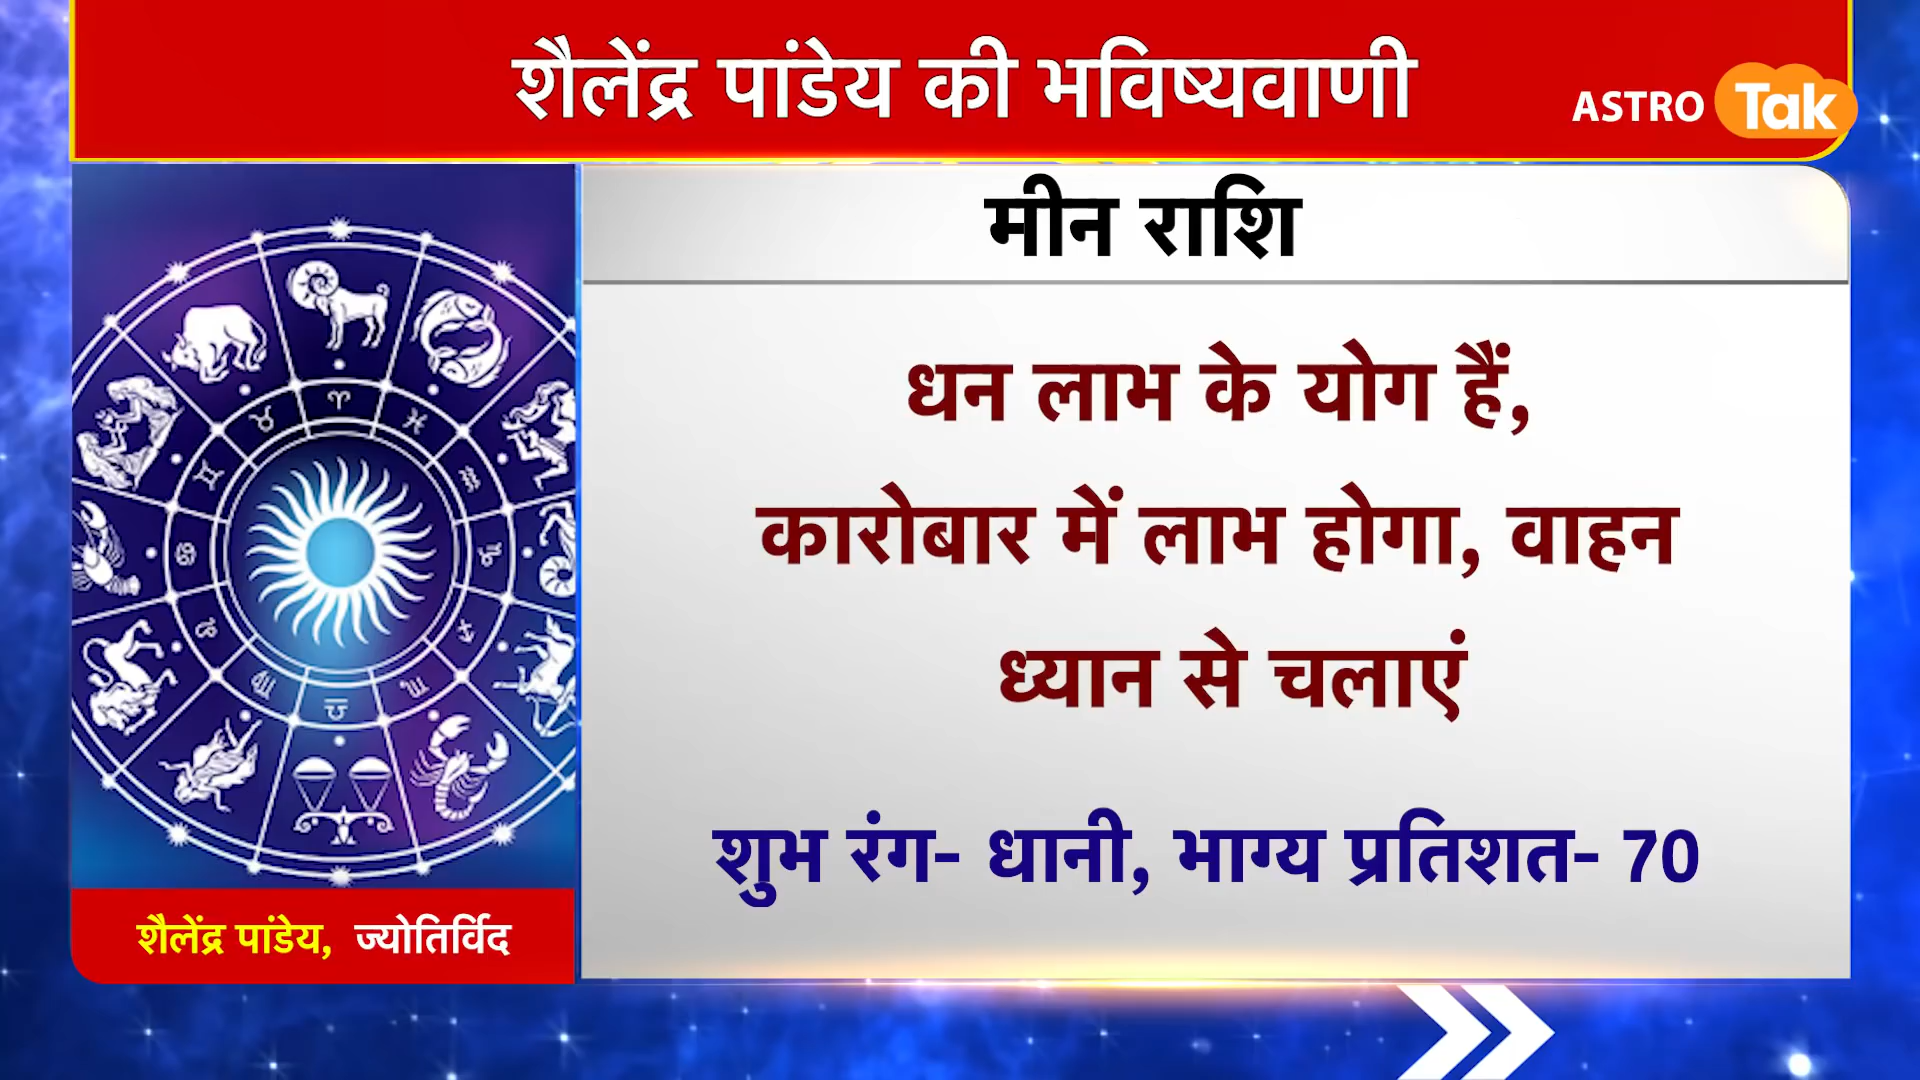 शैलेंद्र पांडेय की भविष्यवाणी
ASTRO Tak
मीन राशि
धन लाभ के योग हैं,
कारोबार में लाभ होगा, वाहन
ध्यान से चलाएं
शुभ रंग- धानी, भाग्य प्रतिशत- 70
शैलेंद्र पांडेय, ज्योतिर्विद